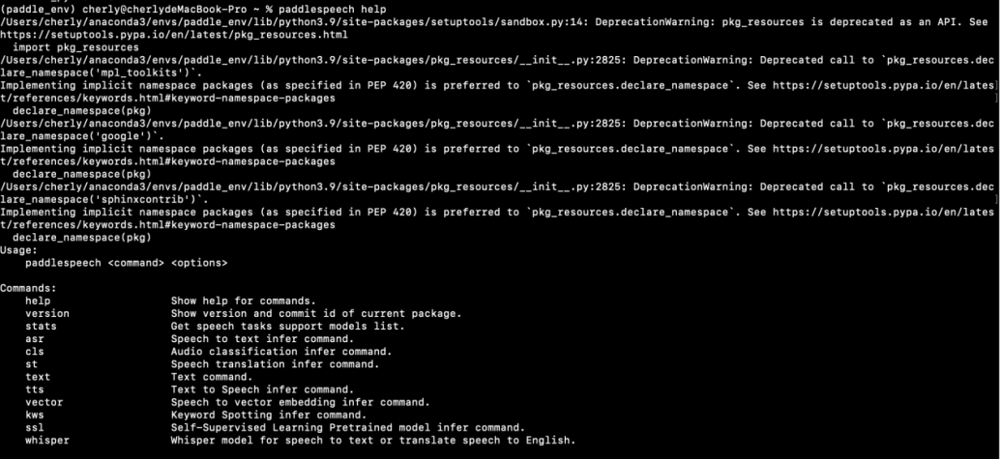 (paddle_env) cherly@cherlydeMacBook-Pro ~ % paddlespeech help
/Users/cherly/anaconda3/envs/paddle_env/lib/python3.9/site-packages/setuptools/sandbox.py:14: DeprecationWarning: pkg_resources is deprecated as an API. See
https://setuptools.pypa.io/en/latest/pkg_resources.html
  import pkg_resources
/Users/cherly/anaconda3/envs/paddle_env/lib/python3.9/site-packages/pkg_resources/__init__.py:2825: DeprecationWarning: Deprecated call to `pkg_resources.dec
lare_namespace('mpl_toolkits')`.
Implementing implicit namespace packages (as specified in PEP 420) is preferred to `pkg_resources.declare_namespace`. See https://setuptools.pypa.io/en/lates
t/references/keywords.html#keyword-namespace-packages
  declare_namespace(pkg)
/Users/cherly/anaconda3/envs/paddle_env/lib/python3.9/site-packages/pkg_resources/__init__.py:2825: DeprecationWarning: Deprecated call to `pkg_resources.dec
lare_namespace('google')`.
Implementing implicit namespace packages (as specified in PEP 420) is preferred to `pkg_resources.declare_namespace`. See https://setuptools.pypa.io/en/lates
t/references/keywords.html#keyword-namespace-packages
  declare_namespace(pkg)
/Users/cherly/anaconda3/envs/paddle_env/lib/python3.9/site-packages/pkg_resources/__init__.py:2825: DeprecationWarning: Deprecated call to `pkg_resources.dec
lare_namespace('sphinxcontrib')`.
Implementing implicit namespace packages (as specified in PEP 420) is preferred to `pkg_resources.declare_namespace`. See https://setuptools.pypa.io/en/lates
t/references/keywords.html#keyword-namespace-packages
  declare_namespace(pkg)
Usage:
    paddlespeech <command> <options>

Commands:
    help                   Show help for commands.
    version                Show version and commit id of current package.
    stats                  Get speech tasks support models list.
    asr                    Speech to text infer command.
    cls                    Audio classification infer command.
    st                     Speech translation infer command.
    text                   Text command.
    tts                    Text to Speech infer command.
    vector                 Speech to vector embedding infer command.
    kws                    Keyword Spotting infer command.
    ssl                    Self-Supervised Learning Pretrained model infer command.
    whisper                Whisper model for speech to text or translate speech to English.